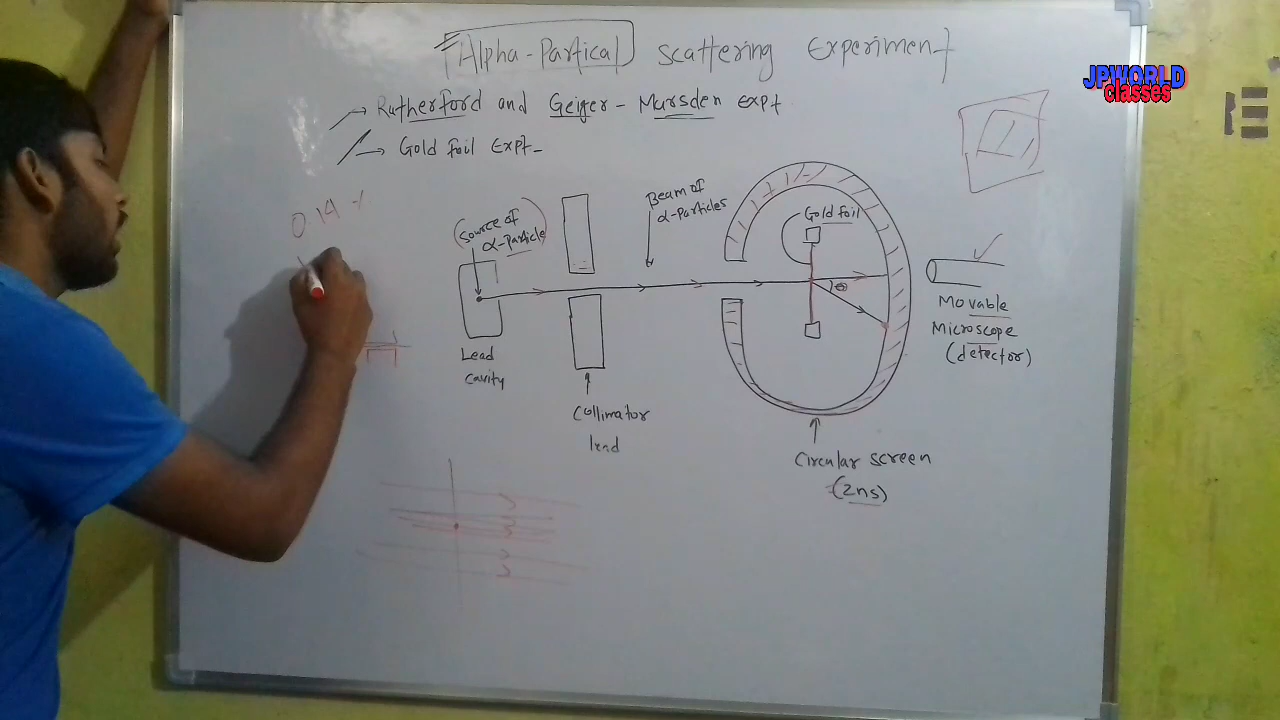 Alpha-Partical scattering Experiment
JPWORLD
classes
→ Rutherford and Geiger - Marsden expt
→ Gold foil Expt-
0.14 %
Source of
α-Particle
Beam of
α-Particles
Gold foil
θ
Movable
Microscope
(detector)
Lead
cavity
Collimator
lead
Circular screen
(Zns)